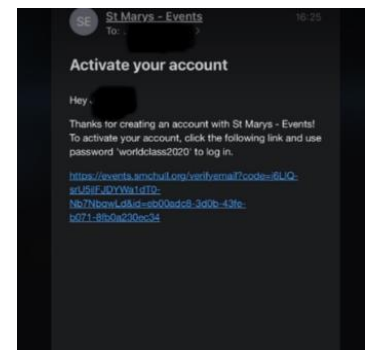 SE
St Marys - Events
16:25
To:
Activate your account
Hey
Thanks for creating an account with St Marys - Events!
To activate your account, click the following link and use
password 'worldclass2020' to log in.
https://events.smchull.org/verifyemail?code=i6LIQ-
srU5iIFJDYWa1dT0-
Nb7NbqwLd&id=eb00adc8-3d0b-43fe-
b071-8fb0a230ec34